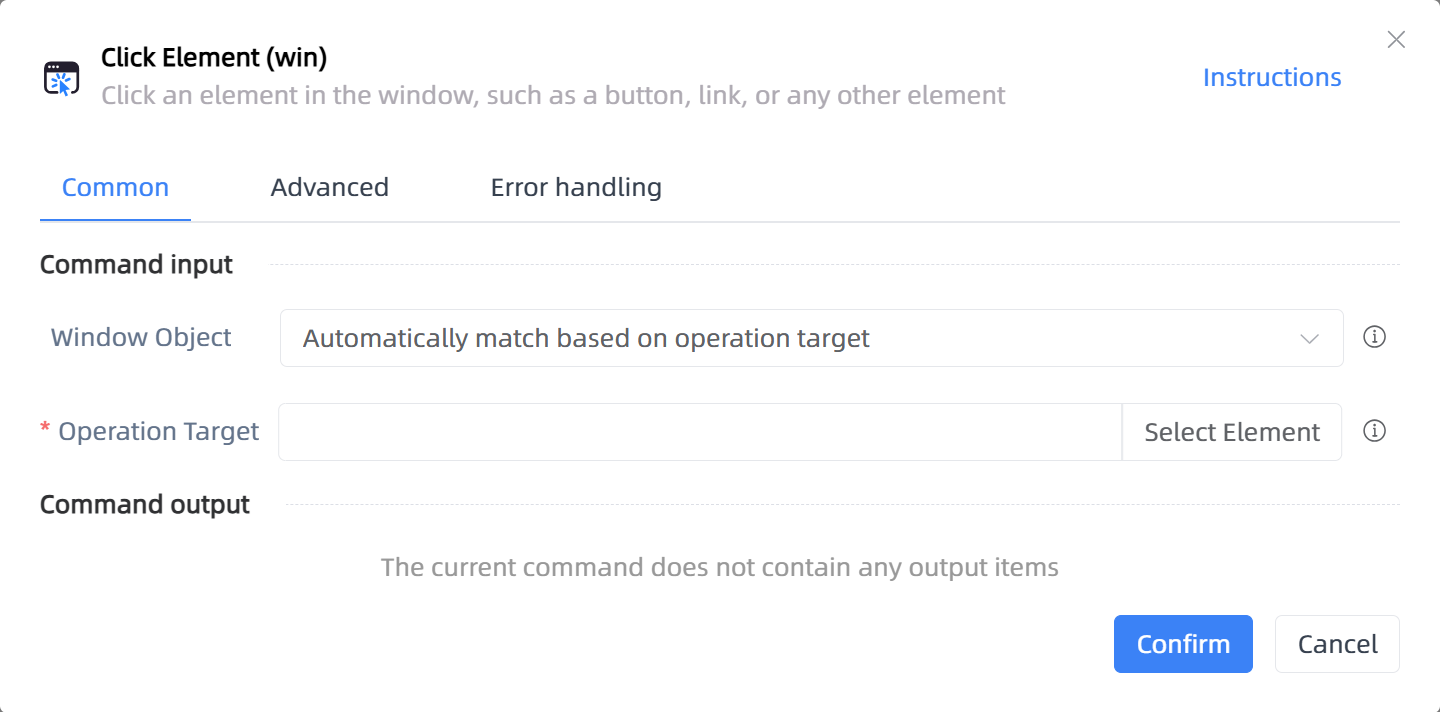 Click Element (win)
Click an element in the window, such as a button, link, or any other element
Instructions
Common
Advanced
Error handling
Command input
Window Object
Automatically match based on operation target
* Operation Target
Select Element
Command output
The current command does not contain any output items
Confirm
Cancel